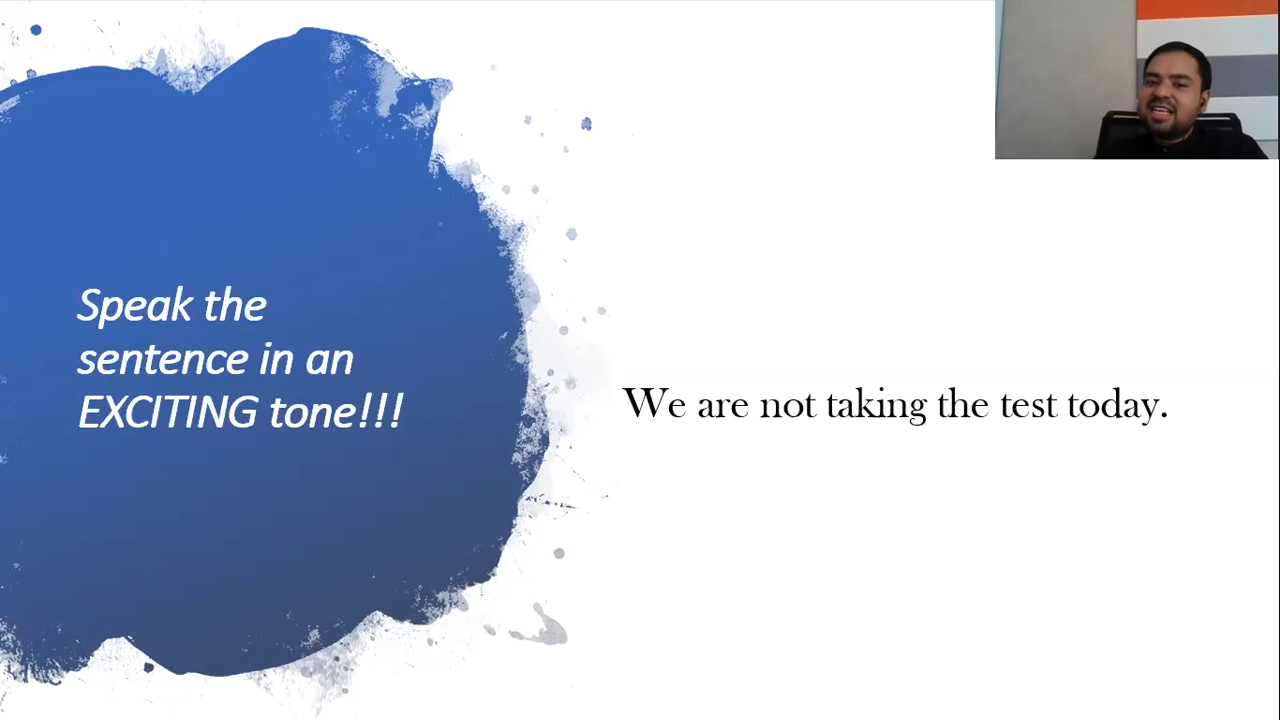 Speak the
sentence in an
EXCITING tone!!!
We are not taking the test today.